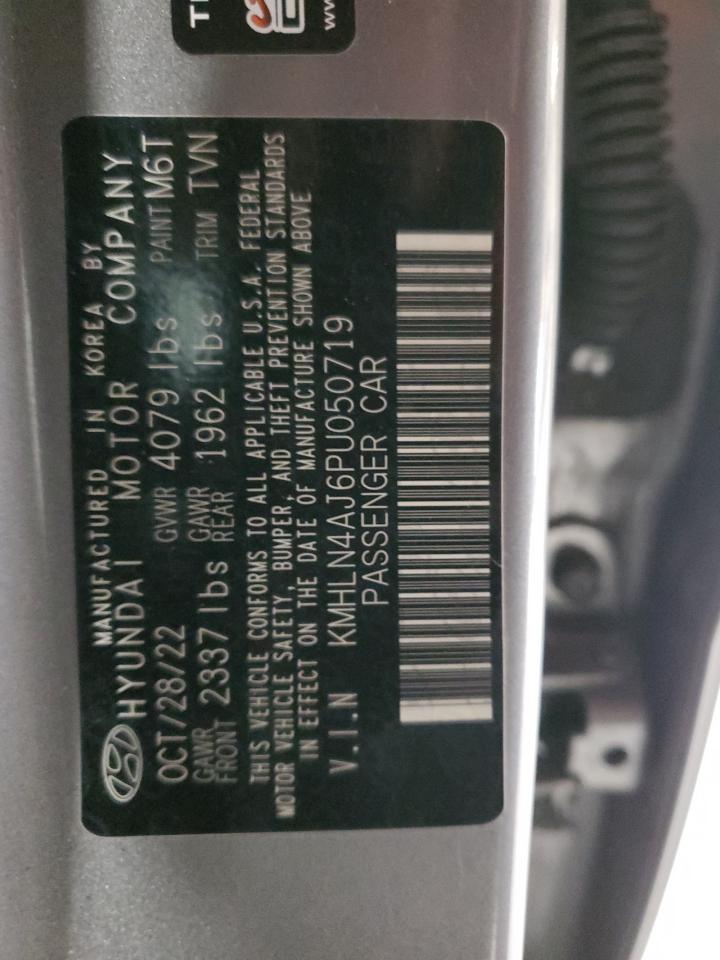 MANUFACTURED IN KOREA BY
HYUNDAI MOTOR COMPANY
OCT/28/22 GVWR 4079 lbs PAINT M6T
GAWR FRONT 2337 lbs GAWR REAR 1962 lbs TRIM TVN
THIS VEHICLE CONFORMS TO ALL APPLICABLE U.S.A. FEDERAL
MOTOR VEHICLE SAFETY, BUMPER, AND THEFT PREVENTION STANDARDS
IN EFFECT ON THE DATE OF MANUFACTURE SHOWN ABOVE
V.I.N KMHLN4AJ6PU050719
PASSENGER CAR